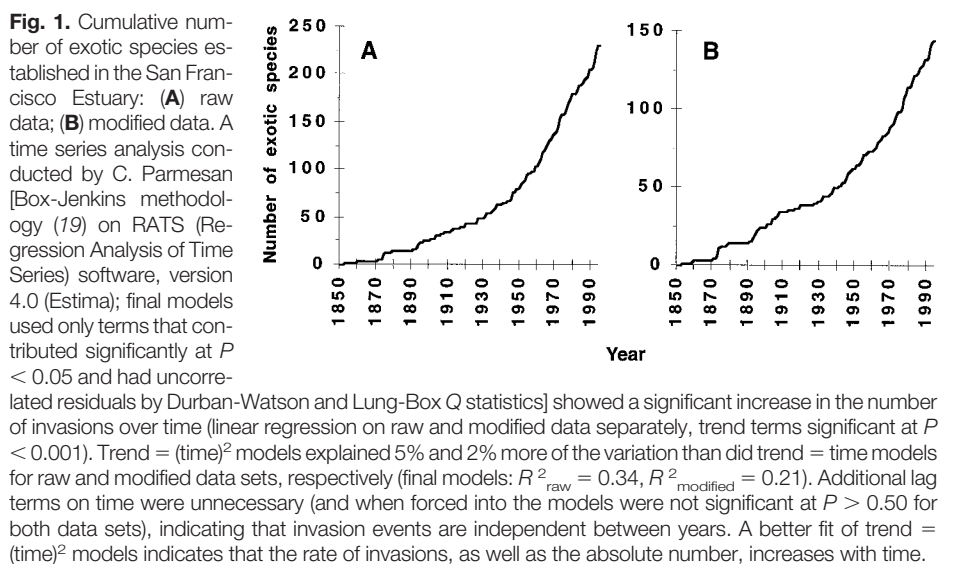 Fig. 1. Cumulative num-
ber of exotic species es-
tablished in the San Fran-
cisco Estuary: (A) raw
data; (B) modified data. A
time series analysis con-
ducted by C. Parmesan
[Box-Jenkins methodol-
ogy (19) on RATS (Re-
gression Analysis of Time
Series) software, version
4.0 (Estima); final models
used only terms that con-
tributed significantly at P
< 0.05 and had uncorre-
lated residuals by Durban-Watson and Lung-Box Q statistics] showed a significant increase in the number
of invasions over time (linear regression on raw and modified data separately, trend terms significant at P
< 0.001). Trend = (time)² models explained 5% and 2% more of the variation than did trend = time models
for raw and modified data sets, respectively (final models: R² raw = 0.34, R² modified = 0.21). Additional lag
terms on time were unnecessary (and when forced into the models were not significant at P > 0.50 for
both data sets), indicating that invasion events are independent between years. A better fit of trend =
(time)² models indicates that the rate of invasions, as well as the absolute number, increases with time.
Number of exotic species
A
250
200
150
100
50
0
1850
1870
1890
1910
1930
1950
1970
1990
B
150
100
50
0
1850
1870
1890
1910
1930
1950
1970
1990
Year